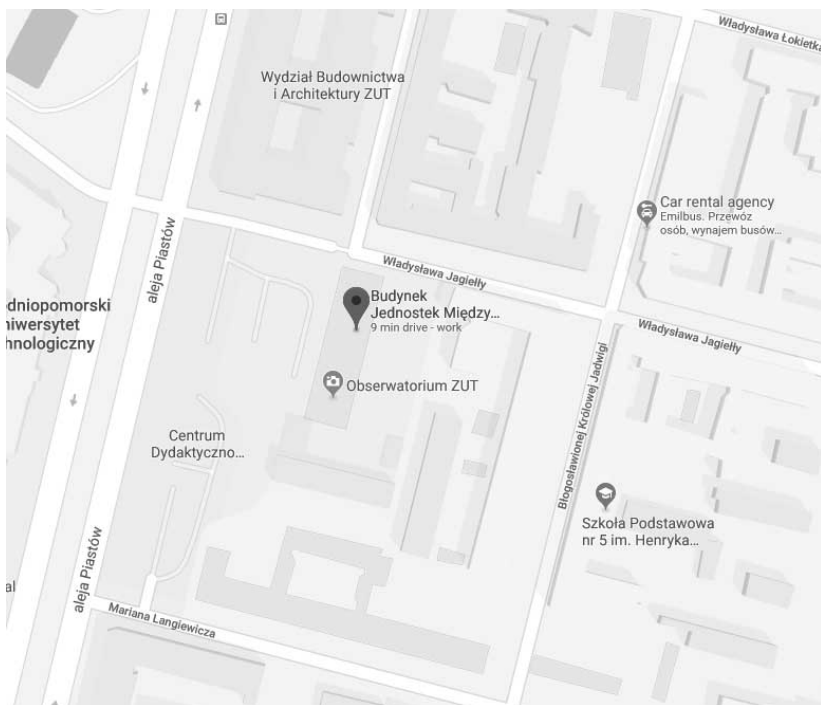 Władysława Łokietka
Wydział Budownictwa
i Architektury ZUT
Car rental agency
Emilbus. Przewóz
osób, wynajem busów...
aleja Piastów
Władysława Jagiełły
Budynek
Jednostek Między...
9 min drive - work
dniopomorski
niwersytet
hnologiczny
Władysława Jagiełły
Obserwatorium ZUT
Błogosławionej Królowej Jadwigi
Centrum
Dydaktyczno...
Szkoła Podstawowa
nr 5 im. Henryka...
aleja Piastów
al
Mariana Langiewicza